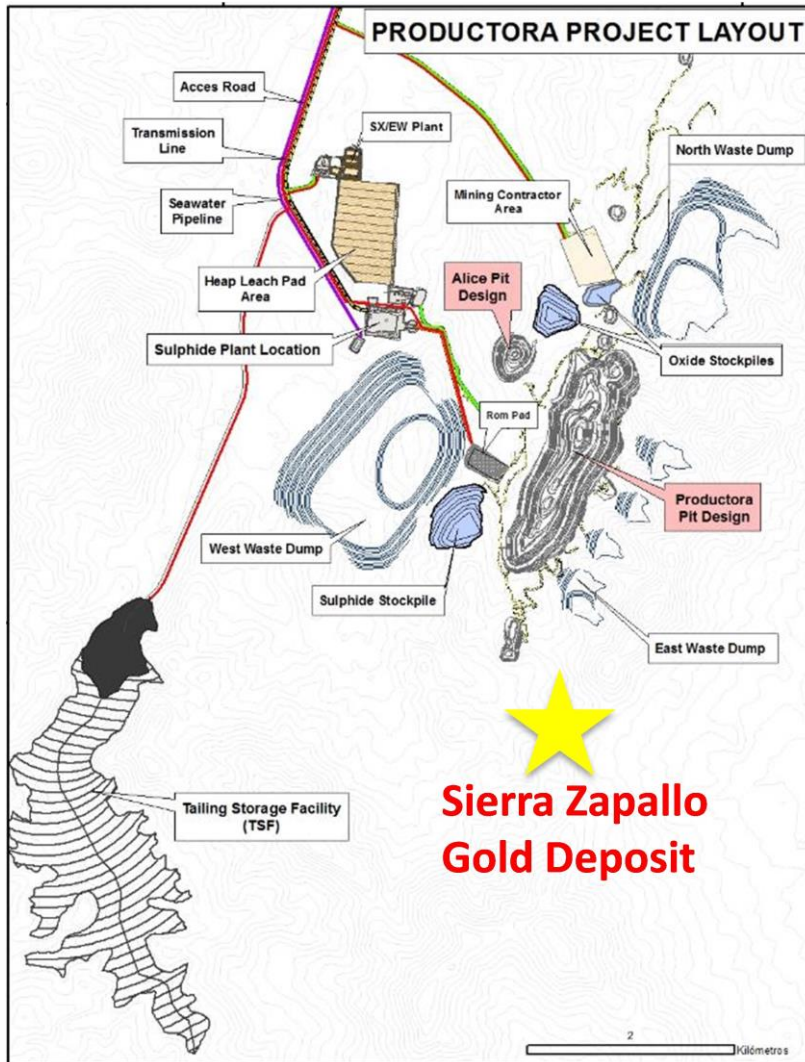 PRODUCTORA PROJECT LAYOUT
Acces Road
SX/EW Plant
Transmission
Line
North Waste Dump
Mining Contractor
Area
Seawater
Pipeline
Alice Pit
Design
Heap Leach Pad
Area
Sulphide Plant Location
Oxide Stockpiles
Rom Pad
Productora
Pit Design
West Waste Dump
Sulphide Stockpile
East Waste Dump
Tailing Storage Facility
(TSF)
Sierra Zapallo
Gold Deposit
2
Kilómetros